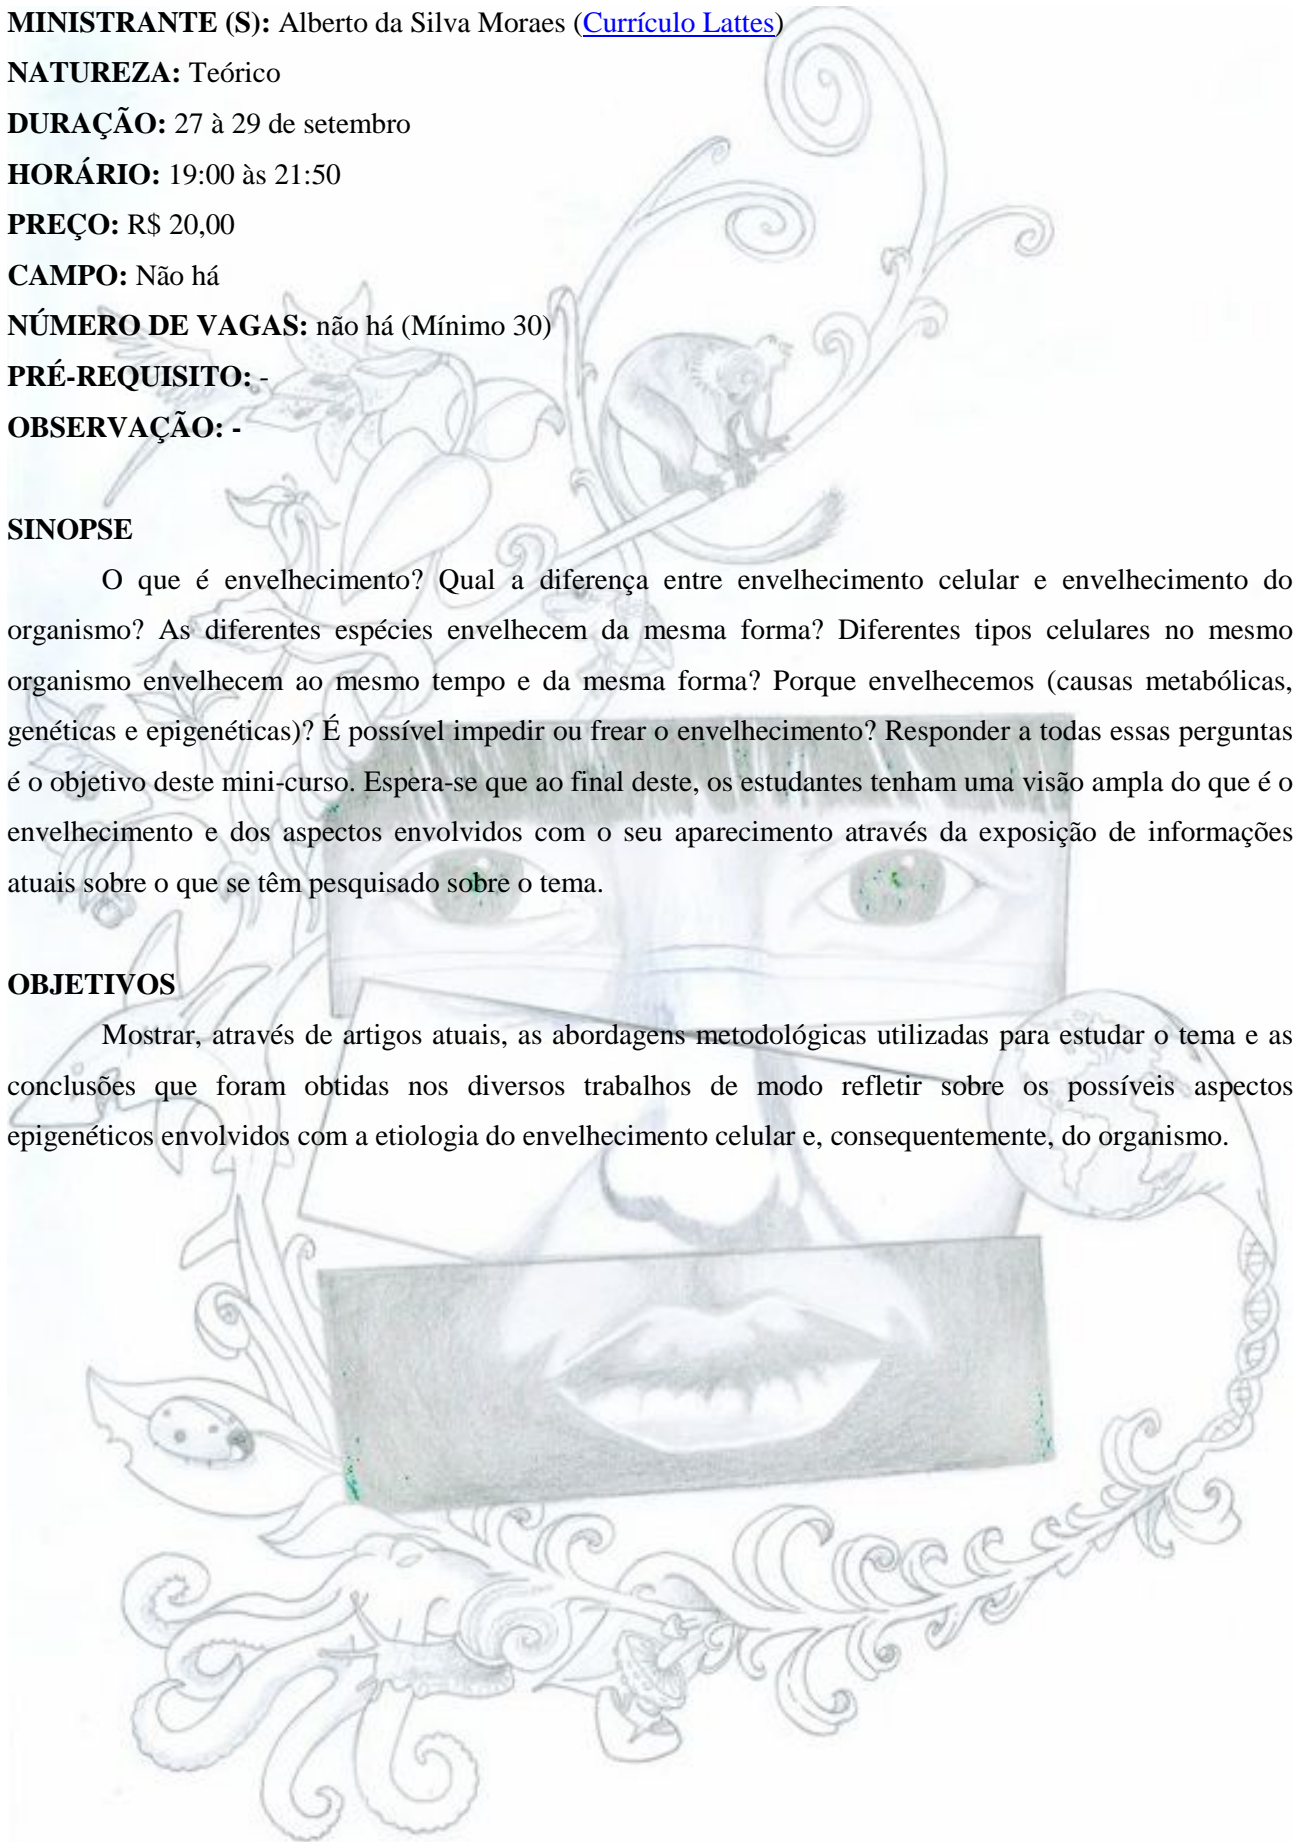 MINISTRANTE (S): Alberto da Silva Moraes (Currículo Lattes)
NATUREZA: Teórico
DURAÇÃO: 27 à 29 de setembro
HORÁRIO: 19:00 às 21:50
PREÇO: R$ 20,00
CAMPO: Não há
NÚMERO DE VAGAS: não há (Mínimo 30)
PRÉ-REQUISITO: -
OBSERVAÇÃO: -
SINOPSE
O que é envelhecimento? Qual a diferença entre envelhecimento celular e envelhecimento do
organismo? As diferentes espécies envelhecem da mesma forma? Diferentes tipos celulares no mesmo
organismo envelhecem ao mesmo tempo e da mesma forma? Porque envelhecemos (causas metabólicas,
genéticas e epigenéticas)? É possível impedir ou frear o envelhecimento? Responder a todas essas perguntas
é o objetivo deste mini-curso. Espera-se que ao final deste, os estudantes tenham uma visão ampla do que é o
envelhecimento e dos aspectos envolvidos com o seu aparecimento através da exposição de informações
atuais sobre o que se têm pesquisado sobre o tema.
OBJETIVOS
Mostrar, através de artigos atuais, as abordagens metodológicas utilizadas para estudar o tema e as
conclusões que foram obtidas nos diversos trabalhos de modo refletir sobre os possíveis aspectos
epigenéticos envolvidos com a etiologia do envelhecimento celular e, consequentemente, do organismo.